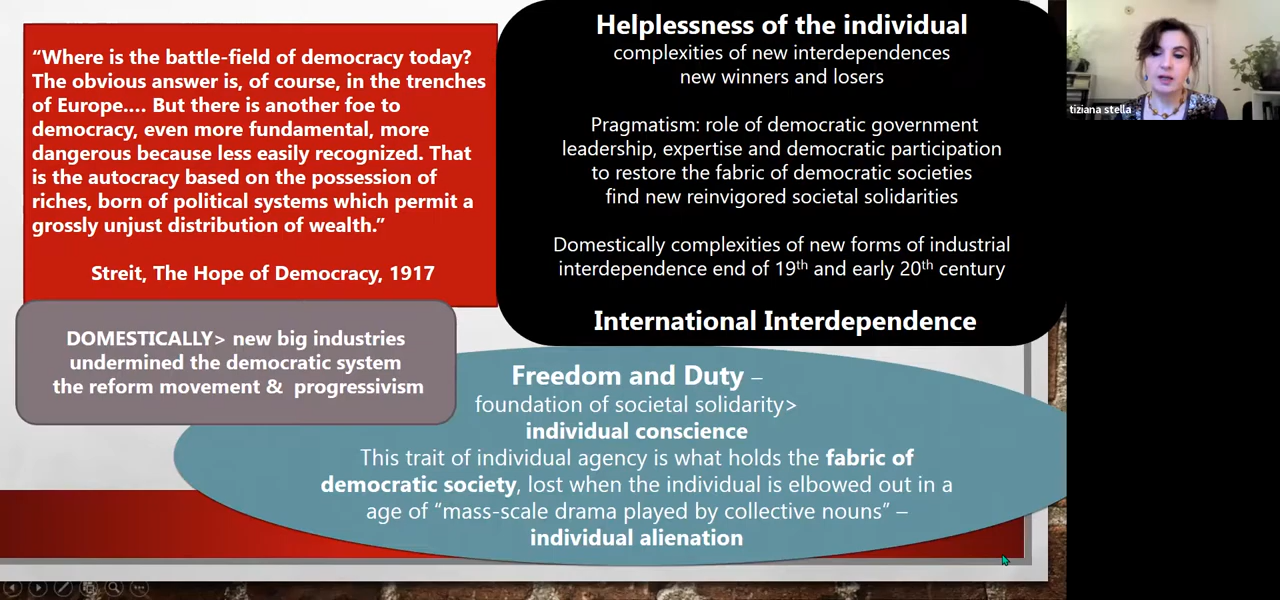 “Where is the battle-field of democracy today?
The obvious answer is, of course, in the trenches
of Europe.... But there is another foe to
democracy, even more fundamental, more
dangerous because less easily recognized. That
is the autocracy based on the possession of
riches, born of political systems which permit a
grossly unjust distribution of wealth.”
Streit, The Hope of Democracy, 1917
DOMESTICALLY> new big industries
undermined the democratic system
the reform movement & progressivism
Helplessness of the individual
complexities of new interdependences
new winners and losers
Pragmatism: role of democratic government
leadership, expertise and democratic participation
to restore the fabric of democratic societies
find new reinvigored societal solidarities
Domestically complexities of new forms of industrial
interdependence end of 19th and early 20th century
International Interdependence
Freedom and Duty –
foundation of societal solidarity>
individual conscience
This trait of individual agency is what holds the fabric of
democratic society, lost when the individual is elbowed out in a
age of “mass-scale drama played by collective nouns” –
individual alienation
tiziana stella